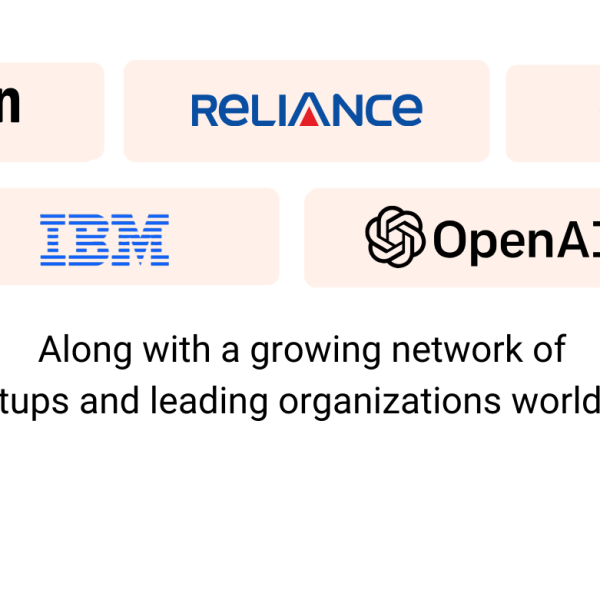 n
RELIANCE
IBM
OpenAI
Along with a growing network of
tups and leading organizations world